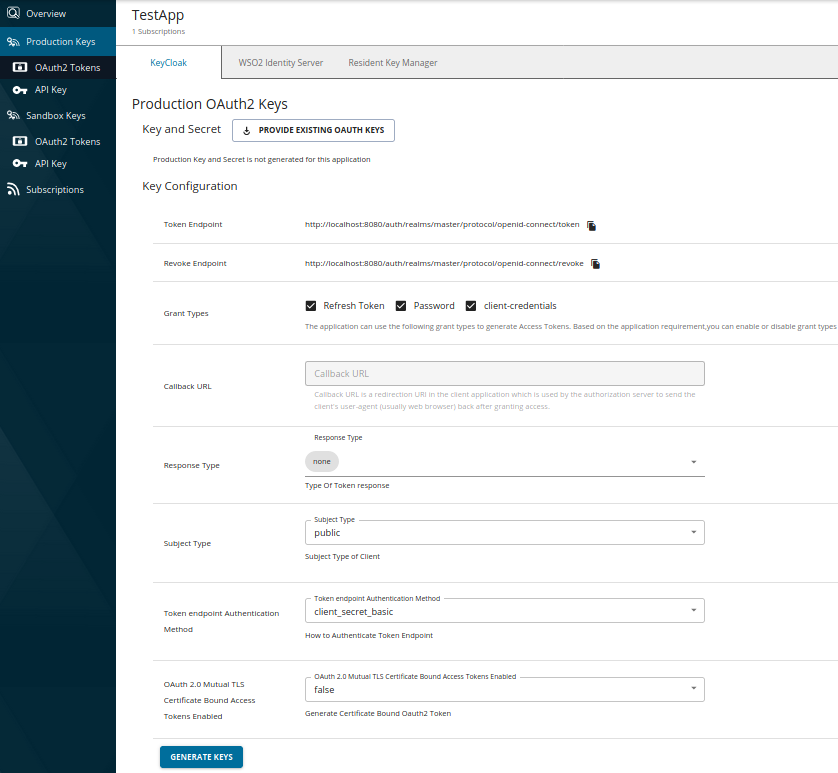 Overview
Production Keys
OAuth2 Tokens
API Key
Sandbox Keys
OAuth2 Tokens
API Key
Subscriptions
TestApp
1 Subscriptions
KeyCloak WSO2 Identity Server Resident Key Manager
Production OAuth2 Keys
Key and Secret PROVIDE EXISTING OAUTH KEYS
Production Key and Secret is not generated for this application
Key Configuration
Token Endpoint http://localhost:8080/auth/realms/master/protocol/openid-connect/token
Revoke Endpoint http://localhost:8080/auth/realms/master/protocol/openid-connect/revoke
Grant Types Refresh Token Password client-credentials
The application can use the following grant types to generate Access Tokens. Based on the application requirement,you can enable or disable grant types
Callback URL Callback URL
Callback URL is a redirection URI in the client application which is used by the authorization server to send the
client's user-agent (usually web browser) back after granting access.
Response Type
Response Type none
Type Of Token response
Subject Type
Subject Type public
Subject Type of Client
Token endpoint Authentication Method
Token endpoint Authentication
Method
client_secret_basic
How to Authenticate Token Endpoint
OAuth 2.0 Mutual TLS Certificate Bound Access Tokens Enabled
OAuth 2.0 Mutual TLS
Certificate Bound Access
Tokens Enabled
false
Generate Certificate Bound Oauth2 Token
GENERATE KEYS